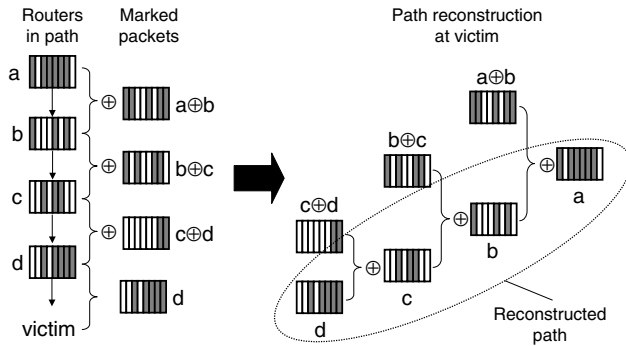 Routers
in path
Marked
packets
Path reconstruction
at victim
a
⊕
a⊕b
b
⊕
b⊕c
c
⊕
c⊕d
d
d
victim
a⊕b
b⊕c
⊕
a
c⊕d
⊕
b
⊕
c
d
Reconstructed
path